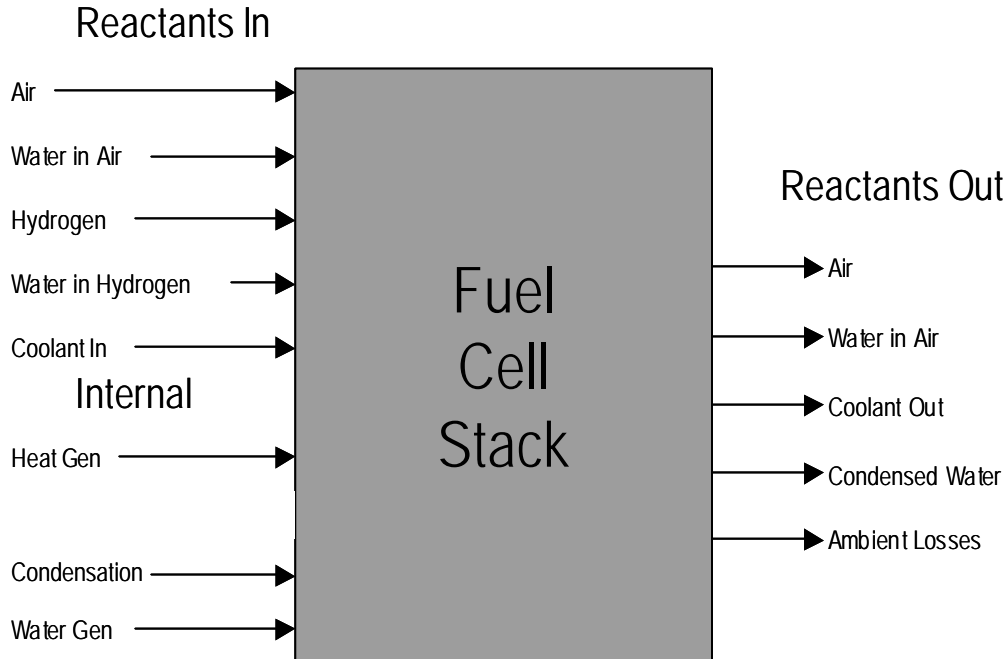 Reactants In
Air
Water in Air
Hydrogen
Water in Hydrogen
Coolant In
Internal
Heat Gen
Condensation
Water Gen
Fuel
Cell
Stack
Reactants Out
Air
Water in Air
Coolant Out
Condensed Water
Ambient Losses